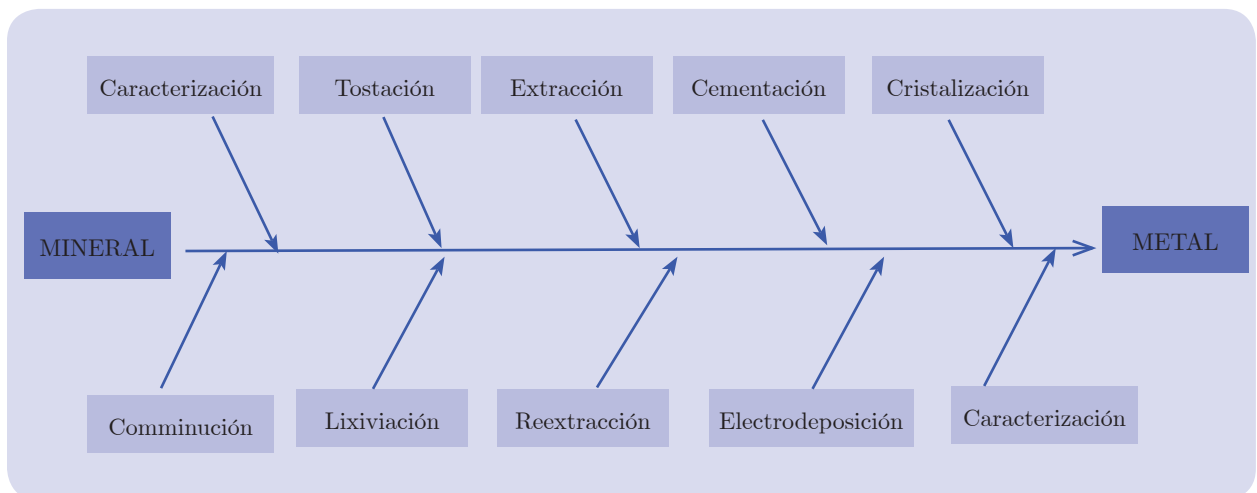 Caracterización
Tostación
Extracción
Cementación
Cristalización
MINERAL
METAL
Comminución
Lixiviación
Reextracción
Electrodeposición
Caracterización